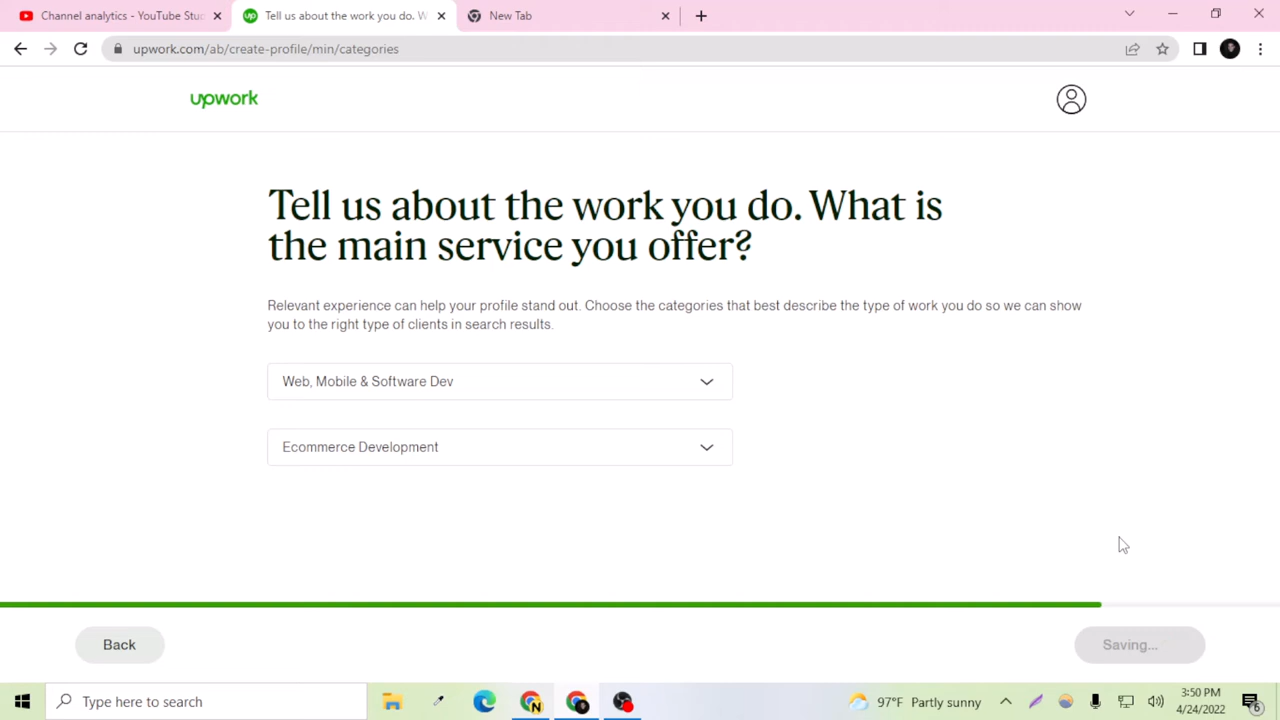 Channel analytics - YouTube Stu
Tell us about the work you do. W
New Tab
upwork.com/ab/create-profile/min/categories
upwork
Tell us about the work you do. What is
the main service you offer?
Relevant experience can help your profile stand out. Choose the categories that best describe the type of work you do so we can show
you to the right type of clients in search results.
Web, Mobile & Software Dev
Ecommerce Development
Back
Saving...
Type here to search
97°F Partly sunny
3:50 PM
4/24/2022